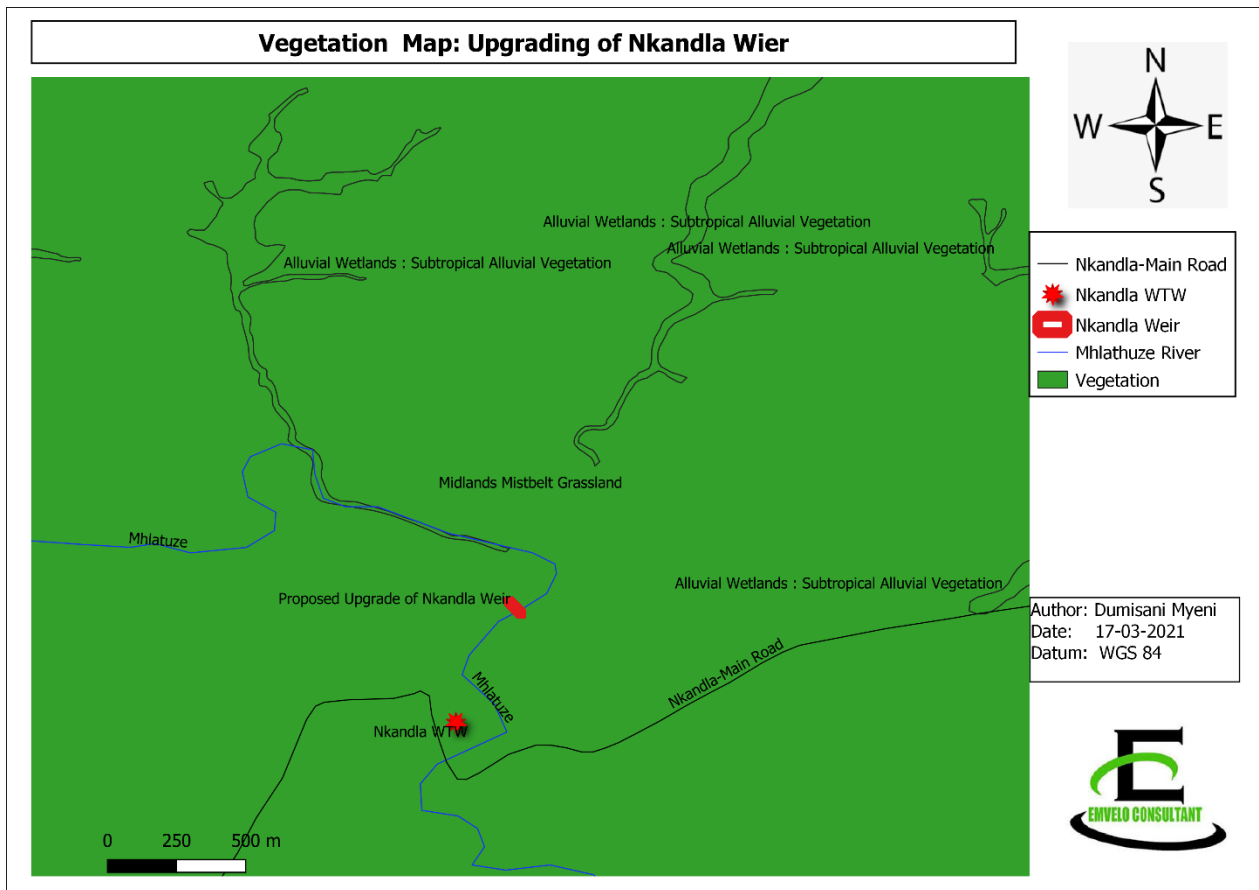 Vegetation Map: Upgrading of Nkandla Wier
N
W E
S
Alluvial Wetlands : Subtropical Alluvial Vegetation
Alluvial Wetlands : Subtropical Alluvial Vegetation
Alluvial Wetlands : Subtropical Alluvial Vegetation
Nkandla-Main Road
Nkandla WTW
Nkandla Weir
Mhlathuze River
Vegetation
Midlands Mistbelt Grassland
Mhlatuze
Alluvial Wetlands : Subtropical Alluvial Vegetation
Proposed Upgrade of Nkandla Weir
Author: Dumisani Myeni
Date: 17-03-2021
Datum: WGS 84
Nkandla-Main Road
Mhlatuze
Nkandla WTW
0 250 500 m
E
EMVELO CONSULTANT